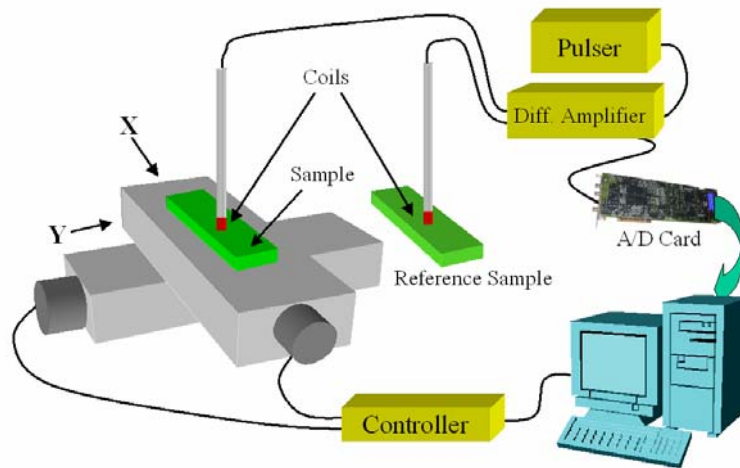 Pulser
Coils
Diff. Amplifier
X
Sample
Y
A/D Card
Reference Sample
Controller